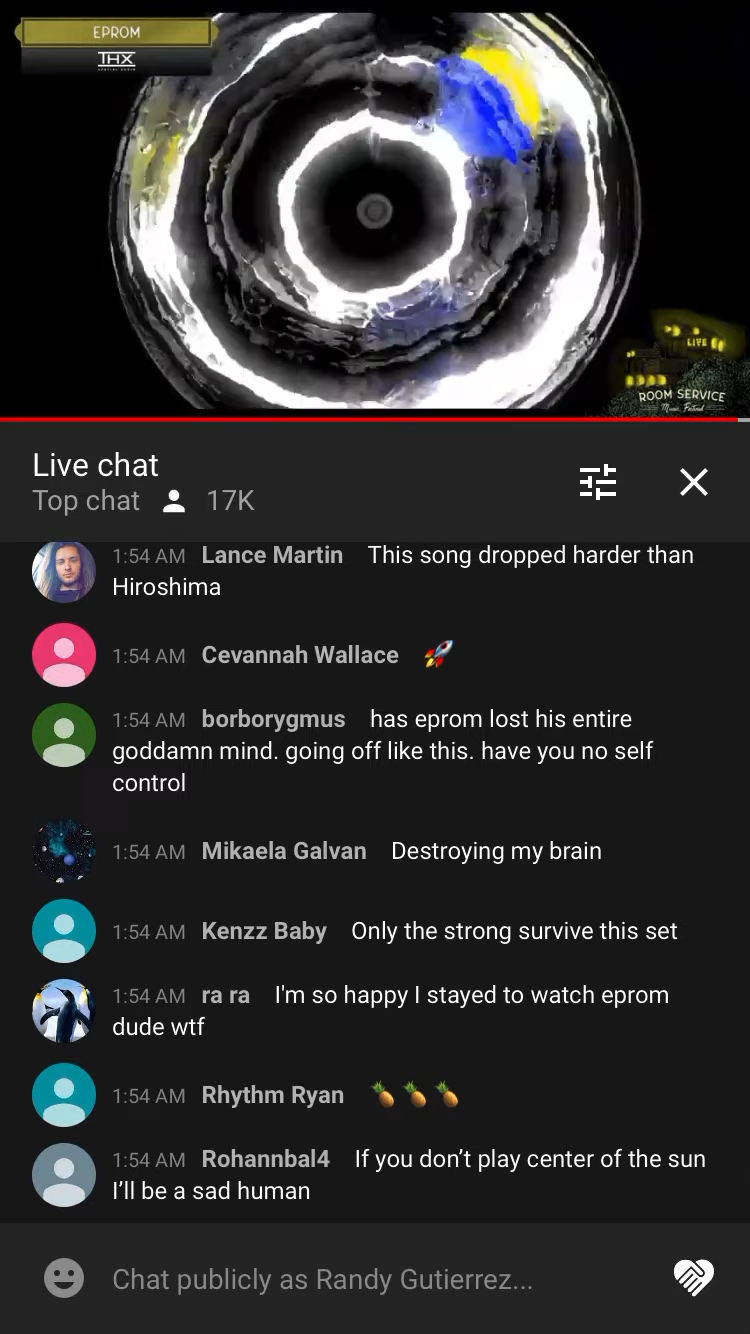 EPROM
THX
SPATIAL AUDIO
LIVE
ROOM SERVICE
Music Festival
Live chat
Top chat 17K
1:54 AM Lance Martin This song dropped harder than
Hiroshima
1:54 AM Cevannah Wallace 🚀
1:54 AM borborygmus has eprom lost his entire
goddamn mind. going off like this. have you no self
control
1:54 AM Mikaela Galvan Destroying my brain
1:54 AM Kenzz Baby Only the strong survive this set
1:54 AM ra ra I'm so happy I stayed to watch eprom
dude wtf
1:54 AM Rhythm Ryan 🍍🍍🍍
1:54 AM Rohannbal4 If you don’t play center of the sun
I’ll be a sad human
Chat publicly as Randy Gutierrez...